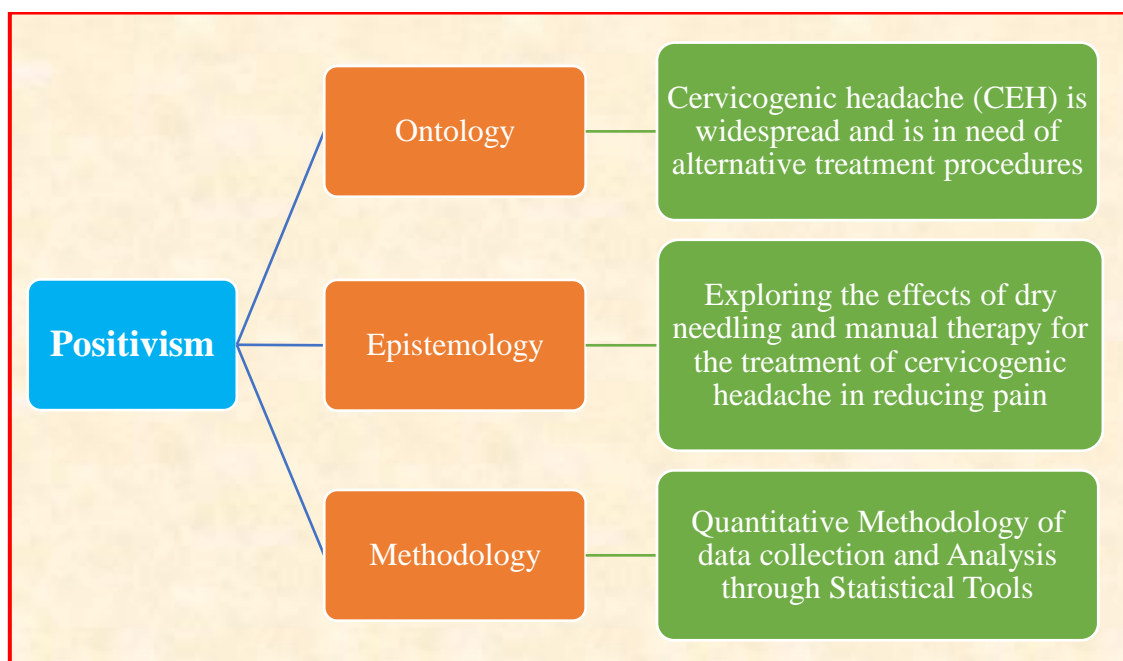 Positivism
Ontology
Cervicogenic headache (CEH) is
widespread and is in need of
alternative treatment procedures
Epistemology
Exploring the effects of dry
needling and manual therapy for
the treatment of cervicogenic
headache in reducing pain
Methodology
Quantitative Methodology of
data collection and Analysis
through Statistical Tools